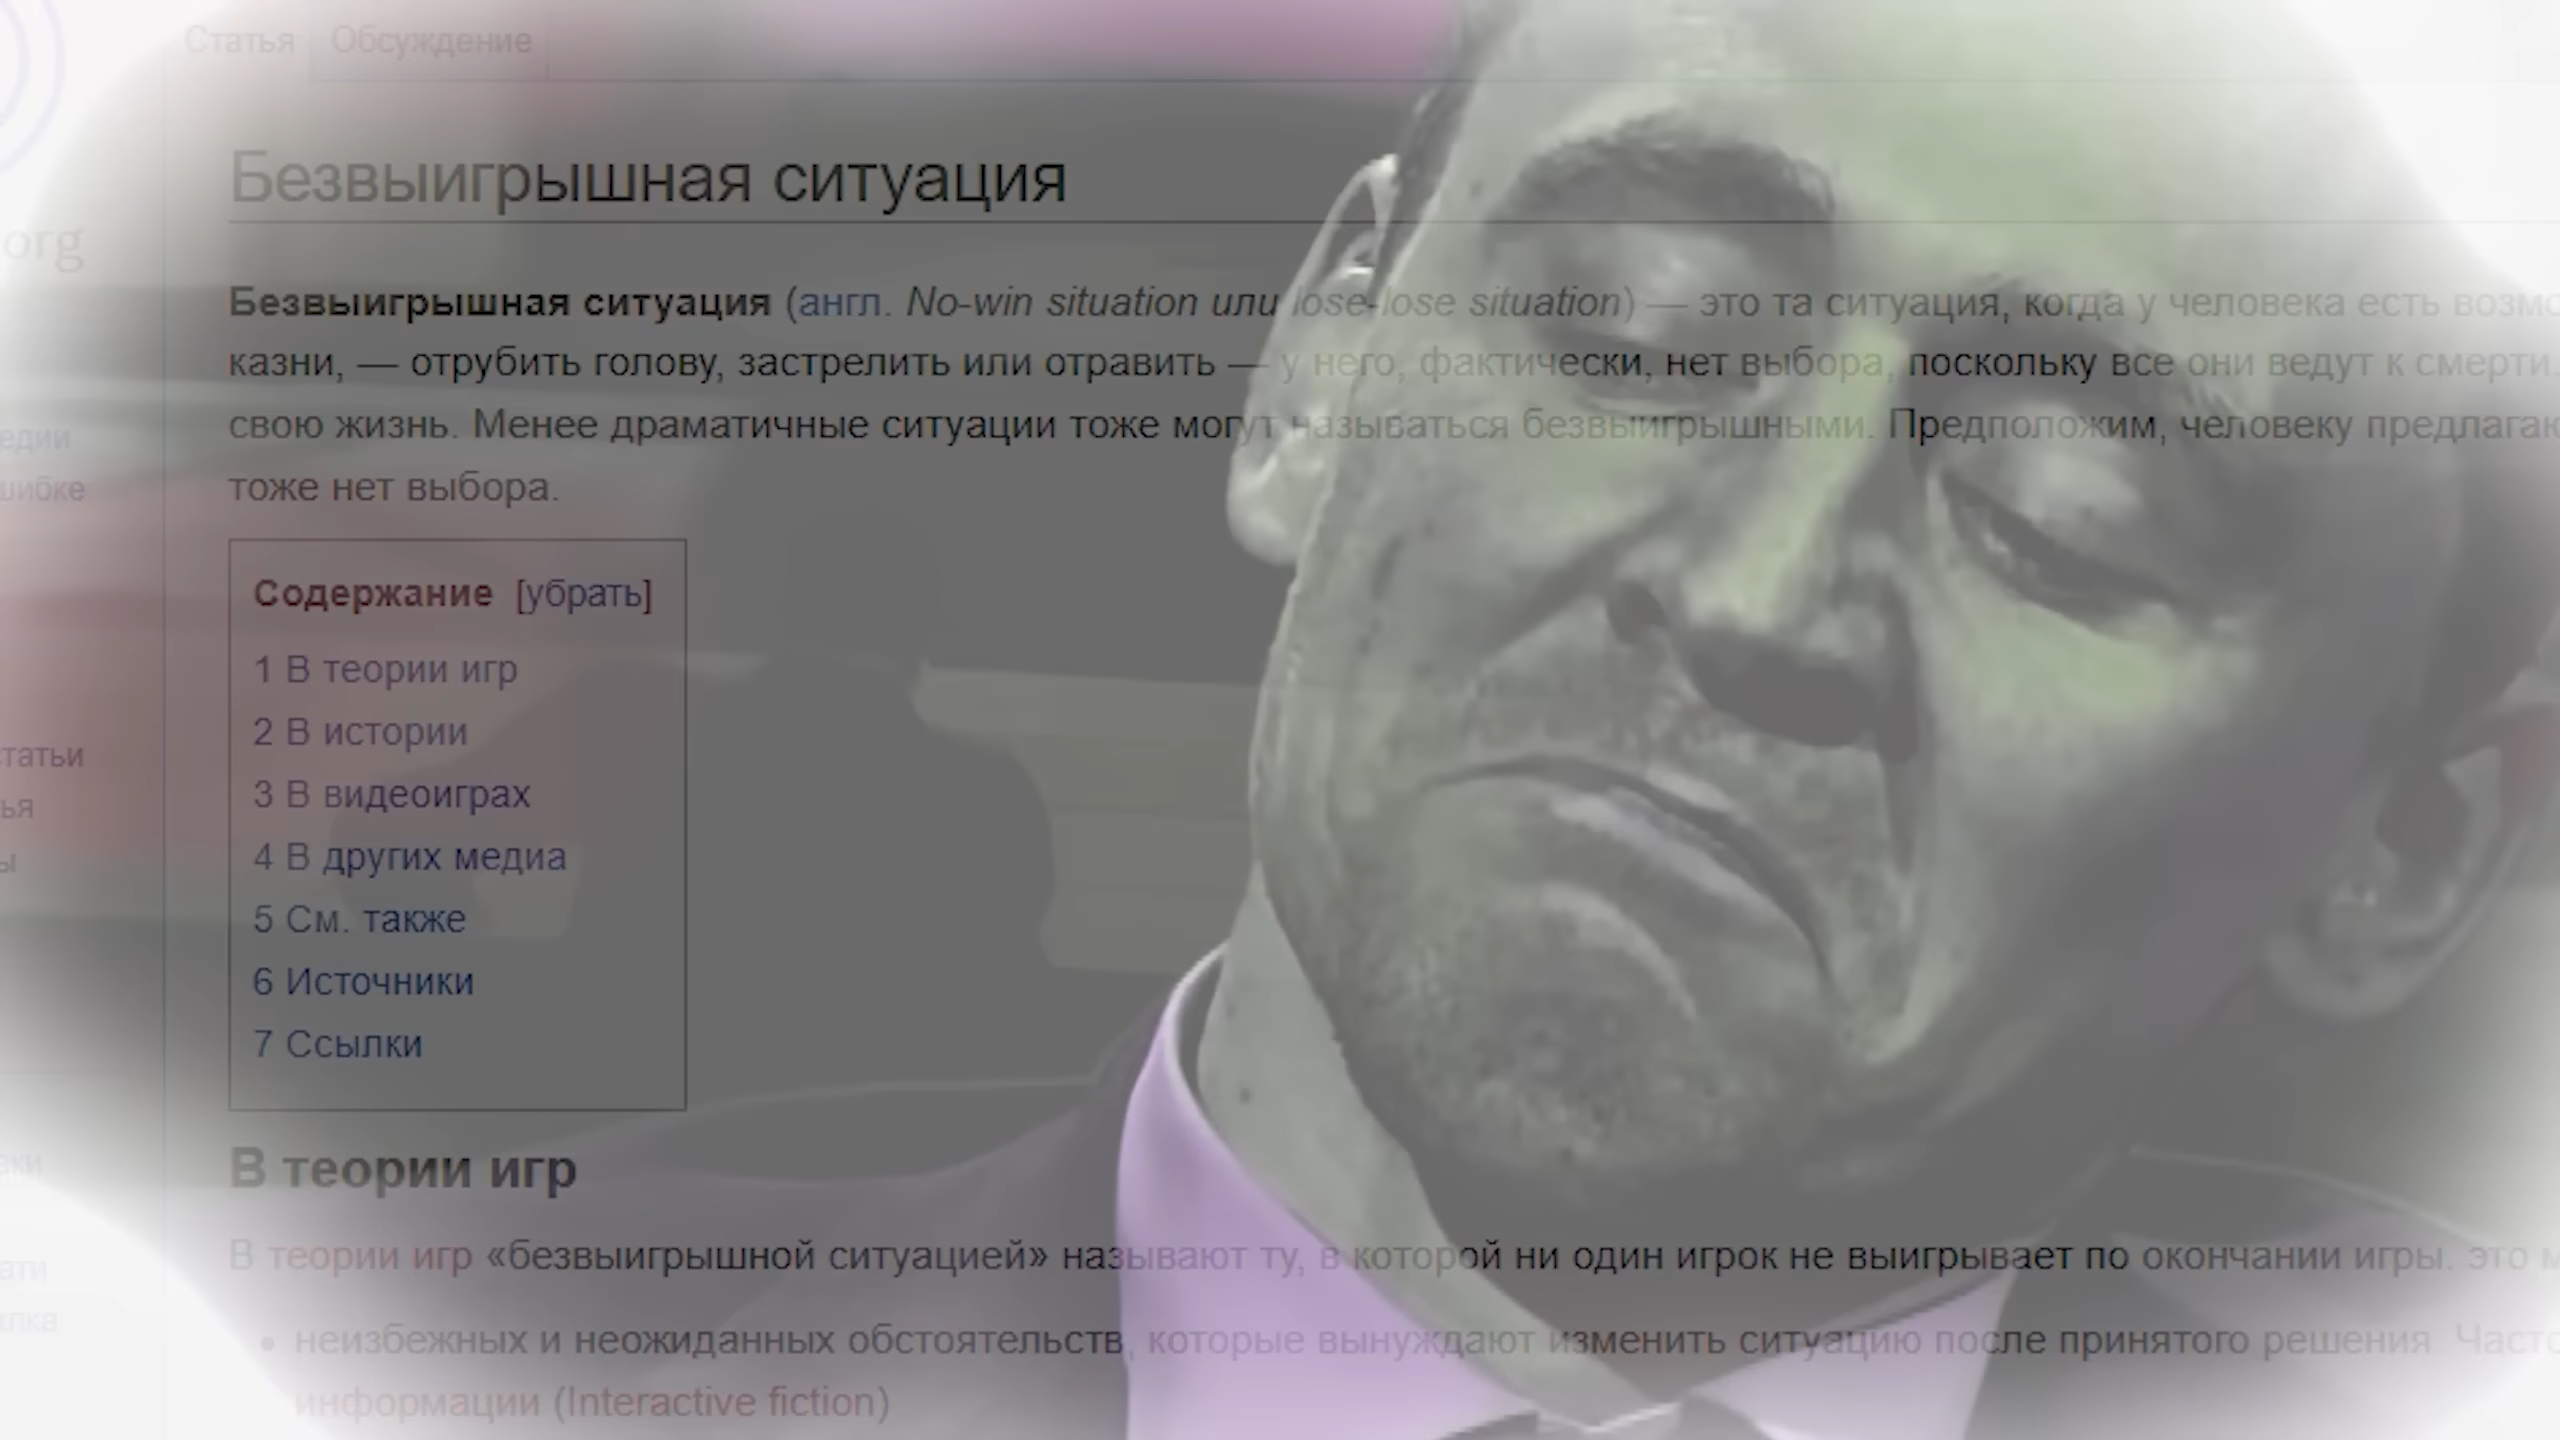 Статья Обсуждение
Безвыигрышная ситуация
org
Безвыигрышная ситуация (англ. No-win situation или lose-lose situation) — это та ситуация, когда у человека есть
казни, — отрубить голову, застрелить или отравить — у него, фактически, нет выбора, поскольку все они ведут к смерти.
свою жизнь. Менее драматичные ситуации тоже могут называться безвыигрышными. Предположим, человеку
тоже нет выбора.
Содержание [убрать]
1 В теории игр
2 В истории
3 В видеоиграх
4 В других медиа
5 См. также
6 Источники
7 Ссылки
В теории игр
В теории игр «безвыигрышной ситуацией» называют ту, в которой ни один игрок не выигрывает по окончании игры. это
• неизбежных и неожиданных обстоятельств, которые вынуждают изменить ситуацию после принятого решения.
информации (Interactive fiction)